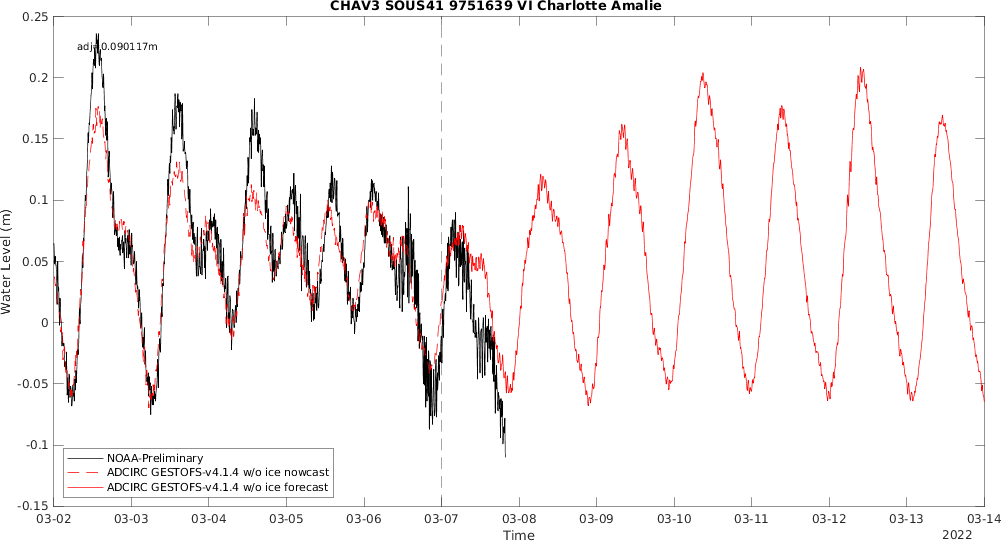 CHAV3 SOUS41 9751639 VI Charlotte Amalie
0.25
adj= 0.090117m
0.2
0.15
0.1
0.05
0
-0.05
-0.1
-0.15
Water Level (m)
NOAA-Preliminary
ADCIRC GESTOFS-v4.1.4 w/o ice nowcast
ADCIRC GESTOFS-v4.1.4 w/o ice forecast
03-02 03-03 03-04 03-05 03-06 03-07 03-08 03-09 03-10 03-11 03-12 03-13 03-14
Time
2022